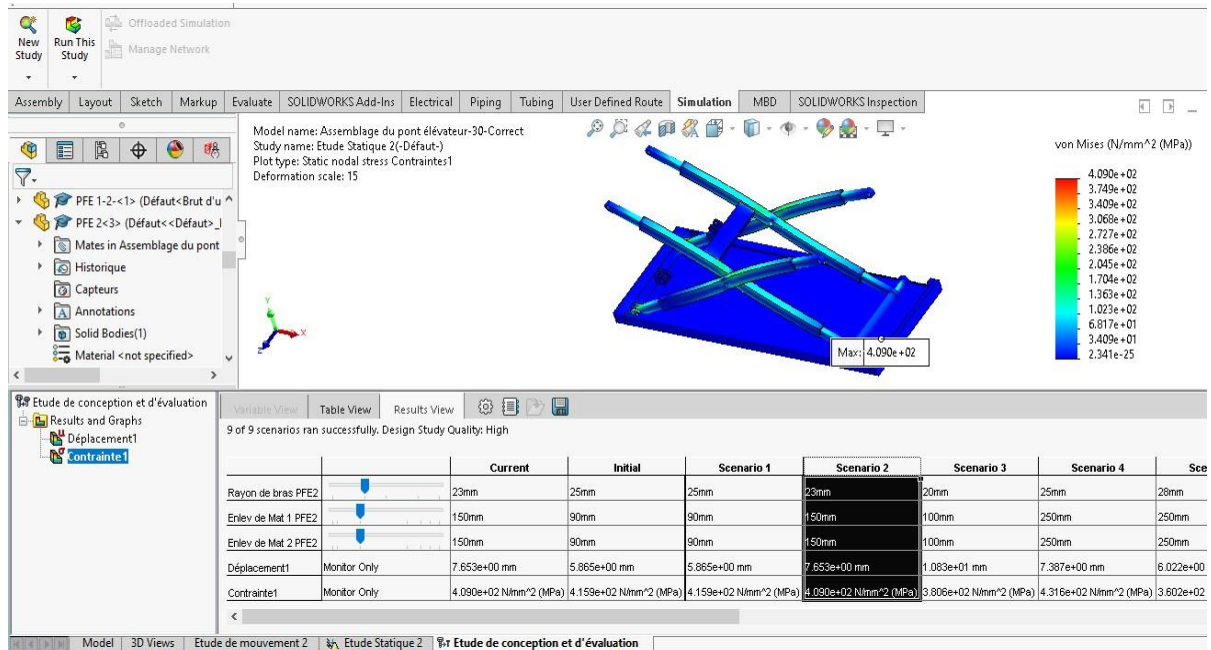 Offloaded Simulation
New Study
Run This Study
Manage Network
Assembly Layout Sketch Markup Evaluate SOLIDWORKS Add-Ins Electrical Piping Tubing User Defined Route Simulation MBD SOLIDWORKS Inspection
Model name: Assemblage du pont élévateur-30-Correct
Study name: Etude Statique 2(-Défaut-)
Plot type: Static nodal stress Contraintes1
Deformation scale: 15
von Mises (N/mm^2 (MPa))
4.090e+02
3.749e+02
3.409e+02
3.068e+02
2.727e+02
2.386e+02
2.045e+02
1.704e+02
1.363e+02
1.023e+02
6.817e+01
3.409e+01
2.341e-25
PFE 1-2-<1> (Défaut<Brut d'u
PFE 2<3> (Défaut<<Défaut>_
Mates in Assemblage du pont
Historique
Capteurs
Annotations
Solid Bodies(1)
Material <not specified>
Y
X
Z
Max: 4.090e+02
Etude de conception et d'évaluation
Results and Graphs
Déplacement1
Contrainte1
Variable View Table View Results View
9 of 9 scenarios ran successfully. Design Study Quality: High
Current Initial Scenario 1 Scenario 2 Scenario 3 Scenario 4 Sce
Rayon de bras PFE2 23mm 25mm 25mm 23mm 20mm 25mm 28mm
Enlev de Mat 1 PFE2 150mm 90mm 90mm 150mm 100mm 250mm 250mm
Enlev de Mat 2 PFE2 150mm 90mm 90mm 150mm 100mm 250mm 250mm
Déplacement1 Monitor Only 7.653e+00 mm 5.865e+00 mm 5.865e+00 mm 7.653e+00 mm 1.083e+01 mm 7.387e+00 mm 6.022e+00
Contrainte1 Monitor Only 4.090e+02 N/mm^2 (MPa) 4.159e+02 N/mm^2 (MPa) 4.159e+02 N/mm^2 (MPa) 4.090e+02 N/mm^2 (MPa) 3.806e+02 N/mm^2 (MPa) 4.316e+02 N/mm^2 (MPa) 3.602e+02
Model 3D Views Etude de mouvement 2 Etude Statique 2 Etude de conception et d'évaluation